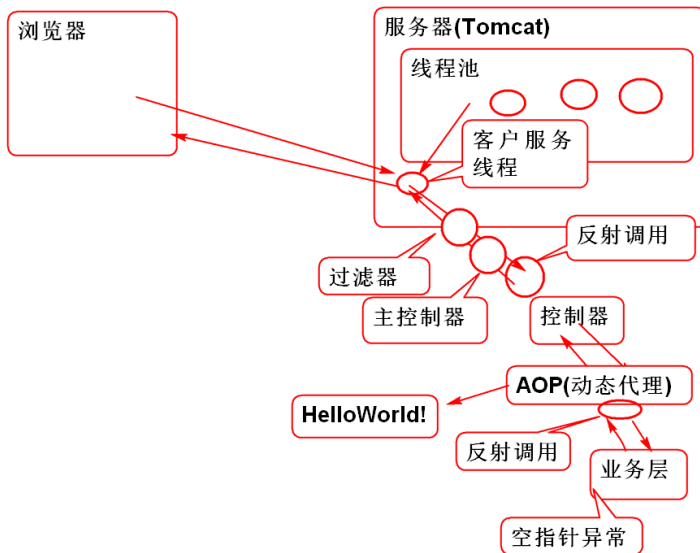 浏览器
服务器(Tomcat)
线程池
客户服务
线程
反射调用
过滤器
主控制器
控制器
AOP(动态代理)
HelloWorld!
反射调用
业务层
空指针异常